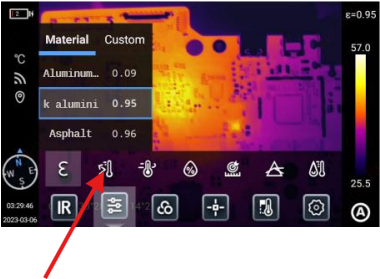 H
ε=0.95
Material Custom
57.0
°C
Aluminum… 0.09
k alumini 0.95
Asphalt 0.96
N
W E
S
ε
%
25.5
03:29:46
2023-03-06
IR
A